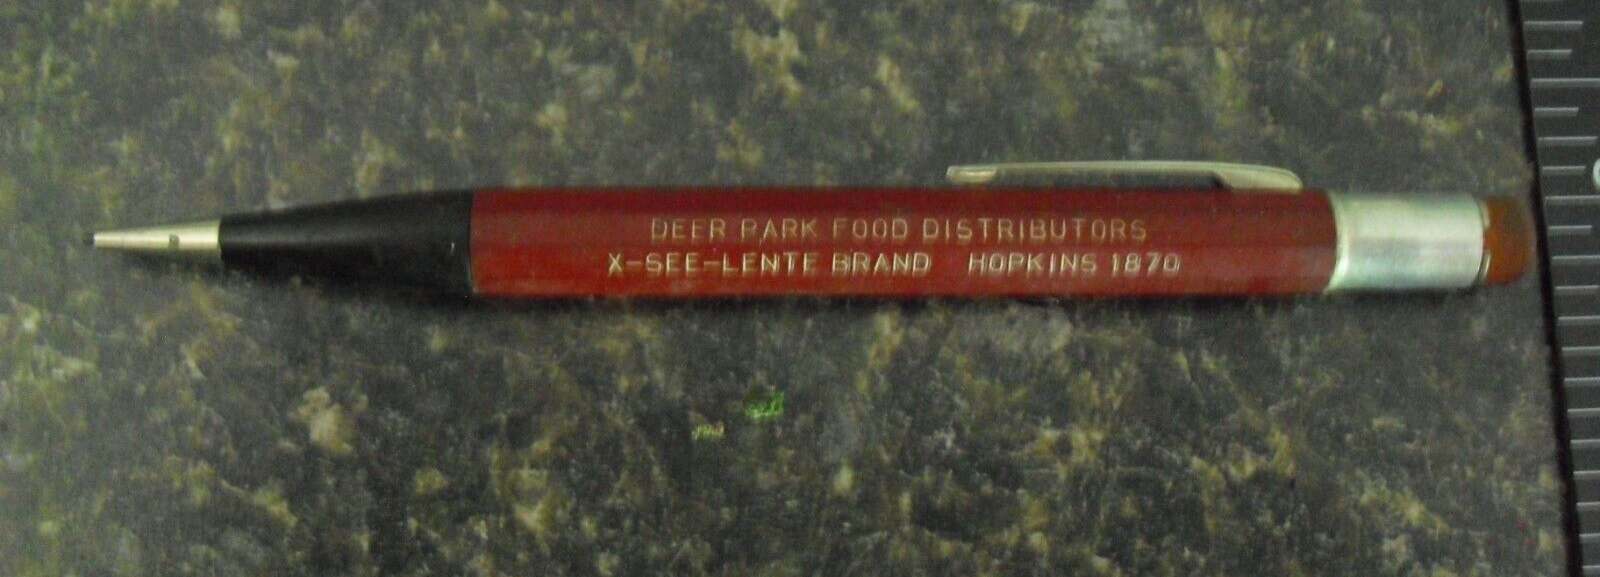 DEER PARK FOOD DISTRIBUTORS
X-SEE-LENTE BRAND HOPKINS 1870